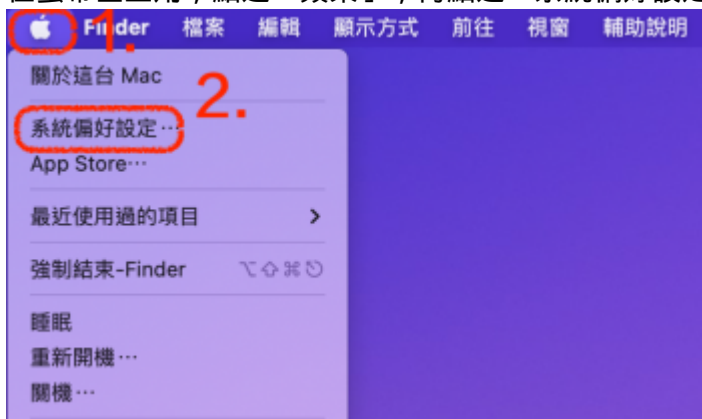 Finder 檔案 編輯 顯示方式 前往 視窗 輔助說明
1.
關於這台 Mac
2.
系統偏好設定…
App Store…
最近使用過的項目 >
強制結束-Finder ⌥⇧⌘⎋
睡眠
重新開機…
關機…